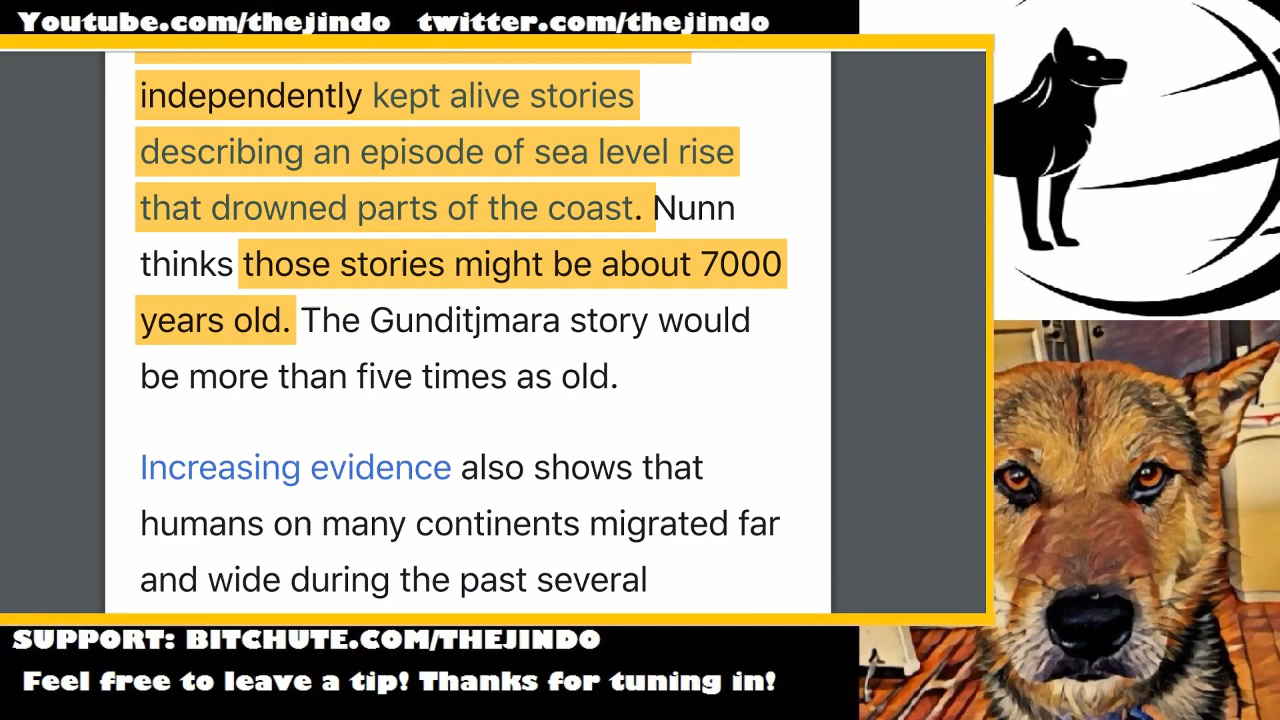 Youtube.com/thejindo twitter.com/thejindo
independently kept alive stories
describing an episode of sea level rise
that drowned parts of the coast. Nunn
thinks those stories might be about 7000
years old. The Gunditjmara story would
be more than five times as old.
Increasing evidence also shows that
humans on many continents migrated far
and wide during the past several
SUPPORT: BITCHUTE.COM/THEJINDO
Feel free to leave a tip! Thanks for tuning in!